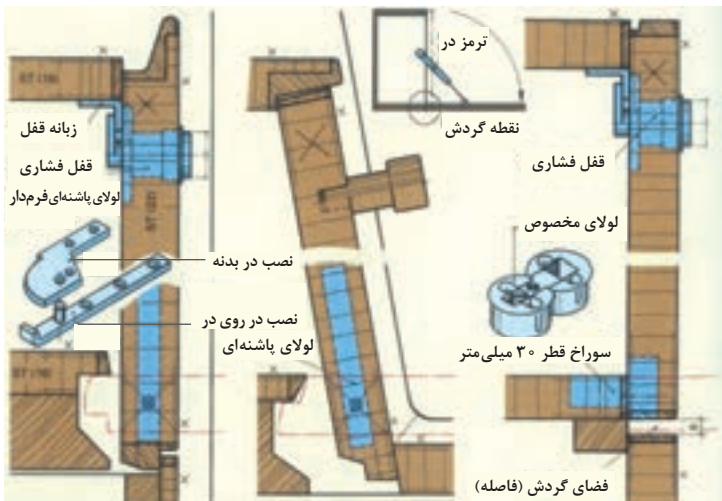 ترمز در
نقطه گردش
زبانه قفل
قفل فشاری
لولای پاشنه‌ای فرم‌دار
نصب در بدنه
نصب در روی در
لولای پاشنه‌ای
قفل فشاری
لولای مخصوص
سوراخ قطر ۳۰ میلی‌متر
فضای گردش (فاصله)